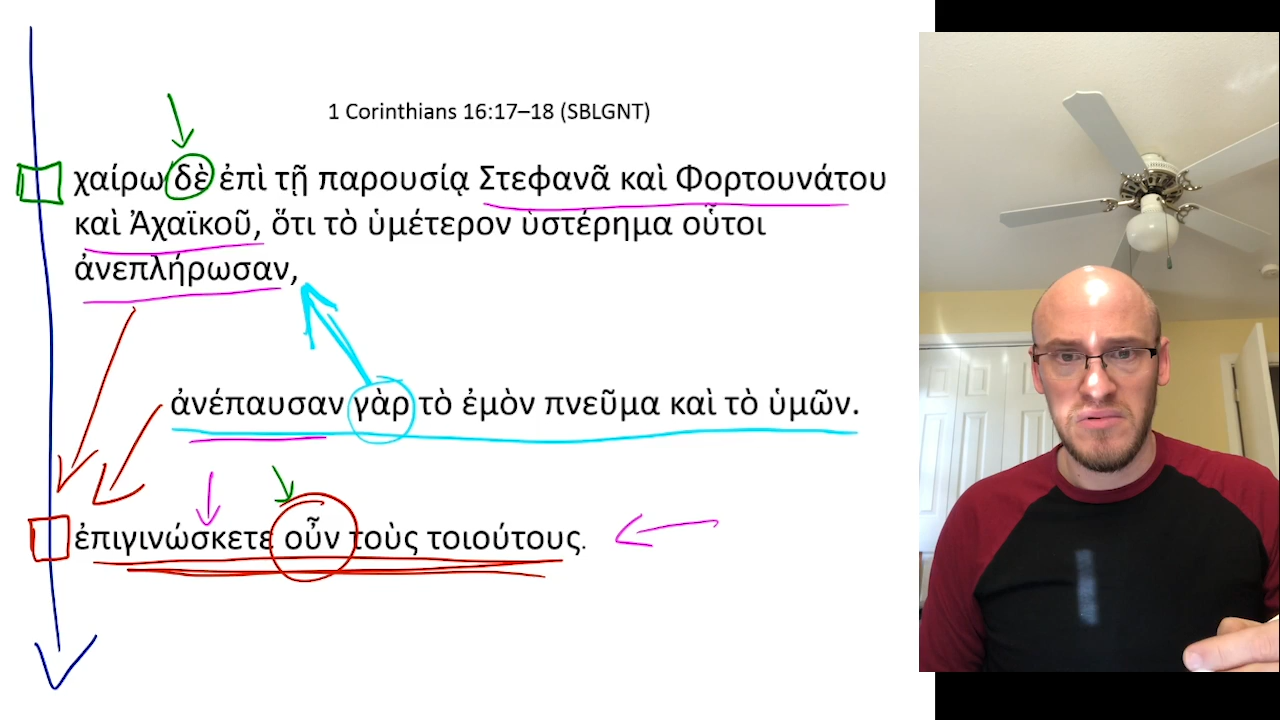 1 Corinthians 16:17–18 (SBLGNT)
χαίρω δὲ ἐπὶ τῇ παρουσίᾳ Στεφανᾶ καὶ Φορτουνάτου
καὶ Ἀχαϊκοῦ, ὅτι τὸ ὑμέτερον ὑστέρημα οὗτοι
ἀνεπλήρωσαν,
ἀνέπαυσαν γὰρ τὸ ἐμὸν πνεῦμα καὶ τὸ ὑμῶν.
ἐπιγινώσκετε οὖν τοὺς τοιούτους.